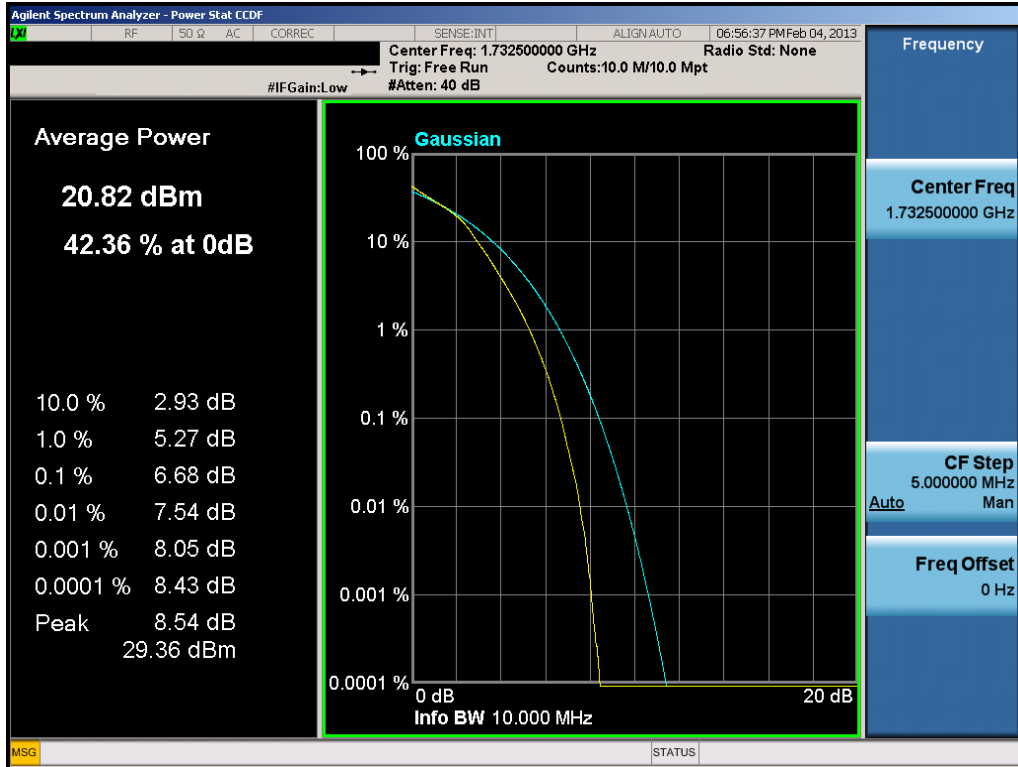 Agilent Spectrum Analyzer - Power Stat CCDF
LXI RF 50 Ω AC CORREC SENSE:INT ALIGN AUTO 06:56:37 PM Feb 04, 2013
Center Freq: 1.732500000 GHz Radio Std: None
Trig: Free Run Counts:10.0 M/10.0 Mpt
#IFGain:Low #Atten: 40 dB
Average Power
20.82 dBm
42.36 % at 0dB
10.0 % 2.93 dB
1.0 % 5.27 dB
0.1 % 6.68 dB
0.01 % 7.54 dB
0.001 % 8.05 dB
0.0001 % 8.43 dB
Peak 8.54 dB
29.36 dBm
Gaussian
100 %
10 %
1 %
0.1 %
0.01 %
0.001 %
0.0001 %
0 dB 20 dB
Info BW 10.000 MHz
Frequency
Center Freq
1.732500000 GHz
CF Step
5.000000 MHz
Auto Man
Freq Offset
0 Hz
MSG STATUS